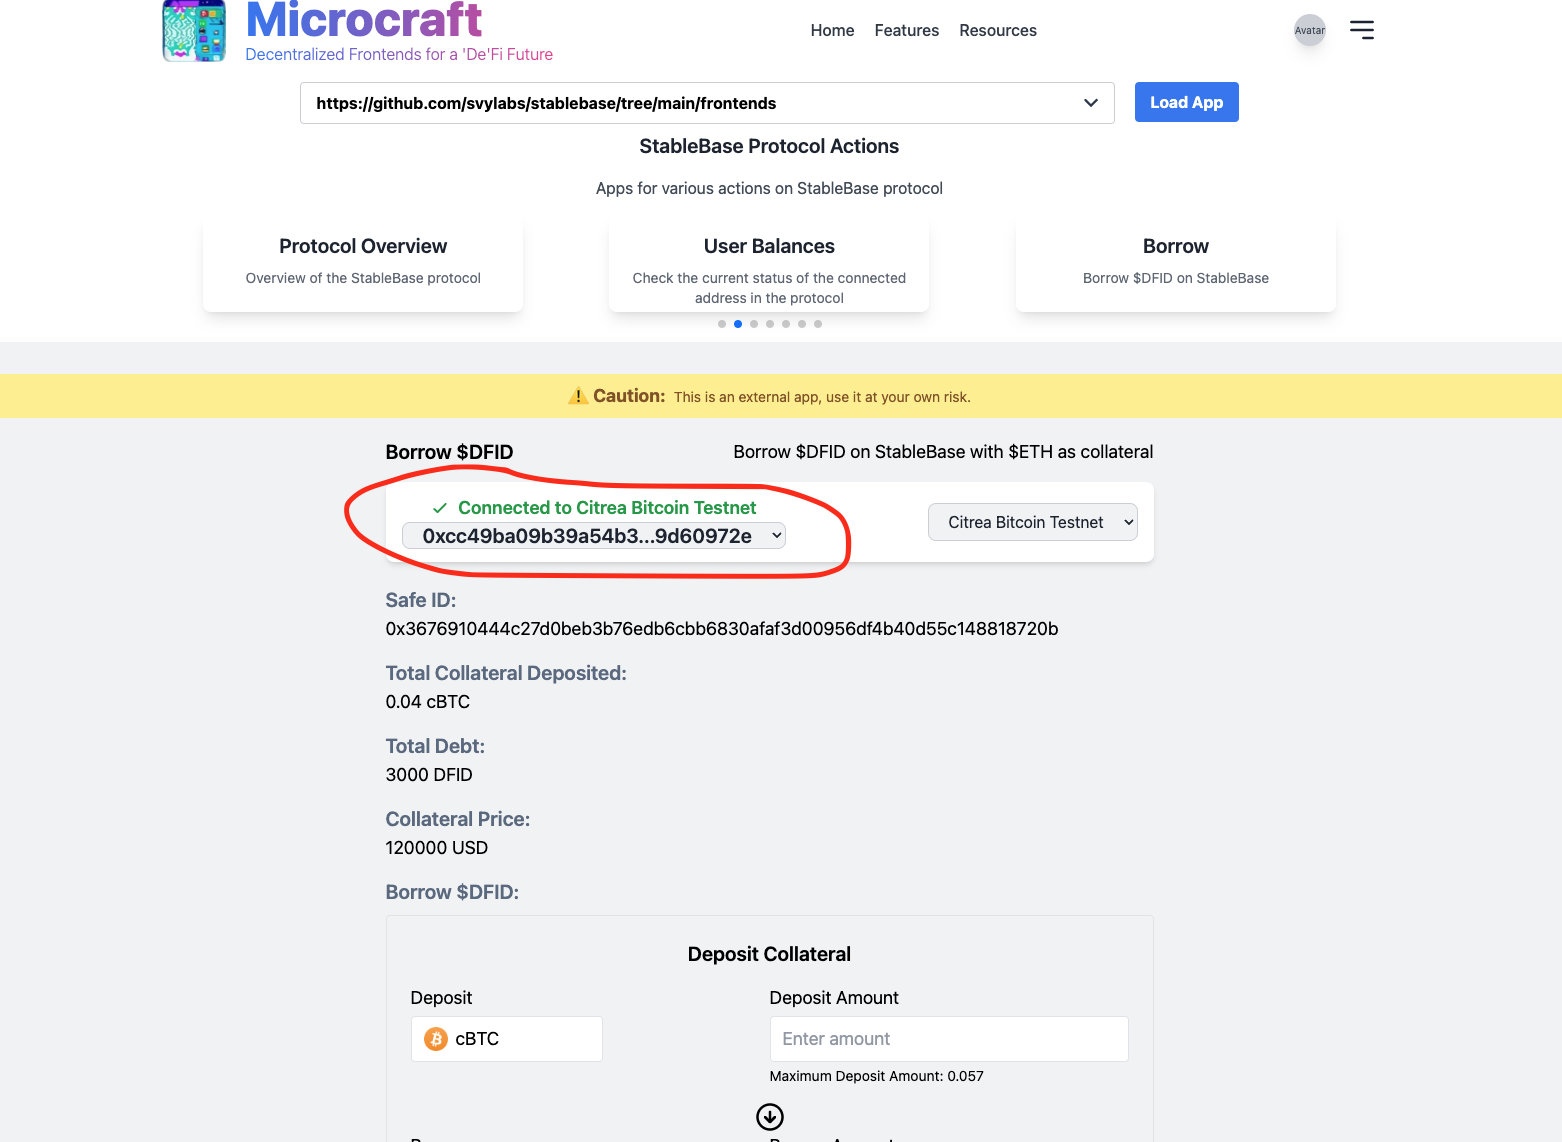 Microcraft
Decentralized Frontends for a 'De'Fi Future
Home Features Resources
Avatar
https://github.com/svylabs/stablebase/tree/main/frontends
Load App
StableBase Protocol Actions
Apps for various actions on StableBase protocol
Protocol Overview
Overview of the StableBase protocol
User Balances
Check the current status of the connected
address in the protocol
Borrow
Borrow $DFID on StableBase
Caution: This is an external app, use it at your own risk.
Borrow $DFID
Borrow $DFID on StableBase with $ETH as collateral
Connected to Citrea Bitcoin Testnet
0xcc49ba09b39a54b3...9d60972e
Citrea Bitcoin Testnet
Safe ID:
0x3676910444c27d0beb3b76edb6cbb6830afaf3d00956df4b40d55c148818720b
Total Collateral Deposited:
0.04 cBTC
Total Debt:
3000 DFID
Collateral Price:
120000 USD
Borrow $DFID:
Deposit Collateral
Deposit
cBTC
Deposit Amount
Enter amount
Maximum Deposit Amount: 0.057